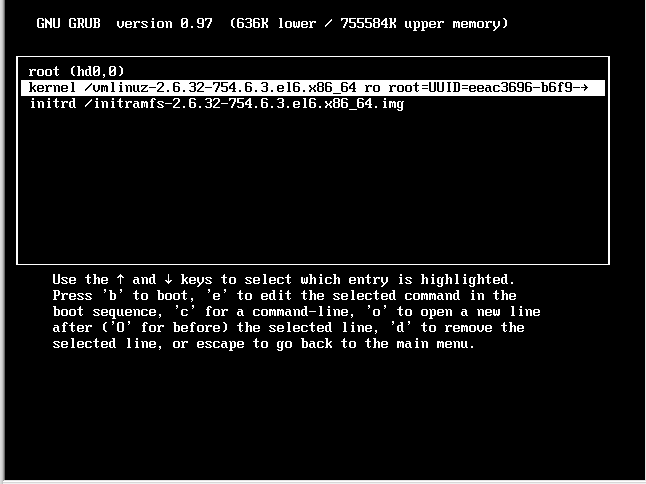 GNU GRUB  version 0.97  (636K lower / 755584K upper memory)
root (hd0,0)
kernel /vmlinuz-2.6.32-754.6.3.el6.x86_64 ro root=UUID=eeac3696-b6f9-→
initrd /initramfs-2.6.32-754.6.3.el6.x86_64.img
Use the ↑ and ↓ keys to select which entry is highlighted.
Press 'b' to boot, 'e' to edit the selected command in the
boot sequence, 'c' for a command-line, 'o' to open a new line
after ('O' for before) the selected line, 'd' to remove the
selected line, or escape to go back to the main menu.